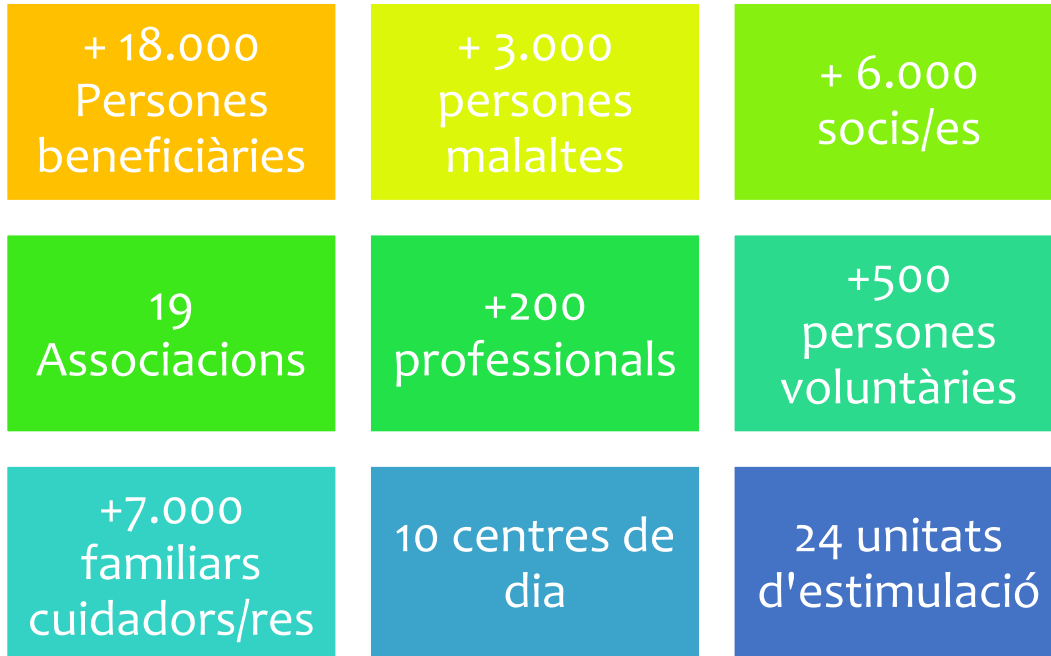 + 18.000
Persones
beneficiàries
+ 3.000
persones
malaltes
+ 6.000
socis/es
19
Associacions
+200
professionals
+500
persones
voluntàries
+7.000
familiars
cuidadors/res
10 centres de
dia
24 unitats
d'estimulació